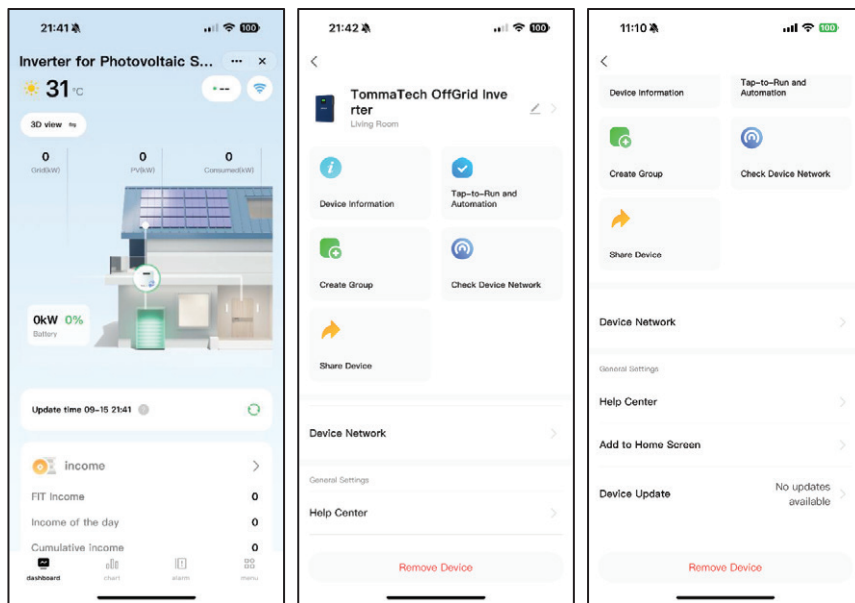 21:41
100
Inverter for Photovoltaic S...
31 °C
--
3D view
0
0
0
Grid(kW)
PV(kW)
Consumed(kW)
0kW 0%
Battery
Update time 09-15 21:41
income
FIT Income 0
Income of the day 0
Cumulative income 0
dashboard
chart
alarm
menu
21:42
100
TommaTech OffGrid Inve
rter
Living Room
Device Information
Tap-to-Run and
Automation
Create Group
Check Device Network
Share Device
Device Network
General Settings
Help Center
Remove Device
11:10
100
Device Information
Tap-to-Run and
Automation
Create Group
Check Device Network
Share Device
Device Network
General Settings
Help Center
Add to Home Screen
Device Update
No updates
available
Remove Device